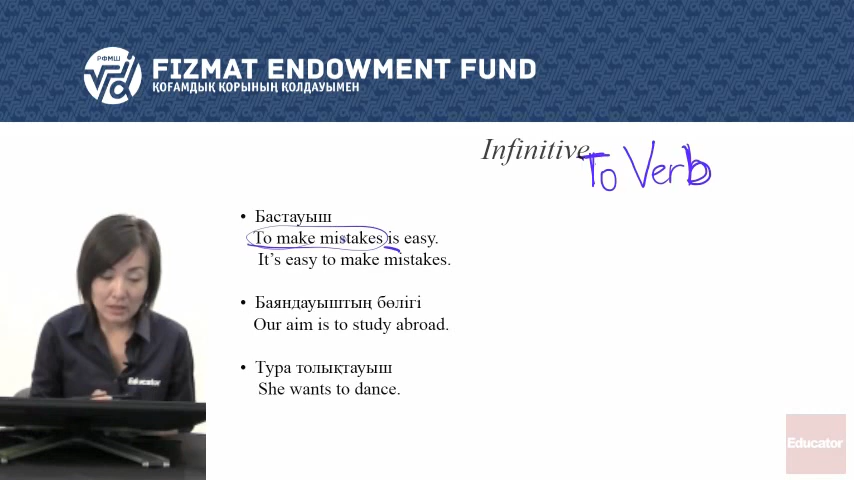 РФМШ
FIZMAT ENDOWMENT FUND
ҚОҒАМДЫҚ ҚОРЫНЫҢ ҚОЛДАУЫМЕН
Infinitive
To Verb
• Бастауыш
To make mistakes is easy.
It's easy to make mistakes.
• Баяндауыштың бөлігі
Our aim is to study abroad.
• Тура толықтауыш
She wants to dance.
Educator
Educator